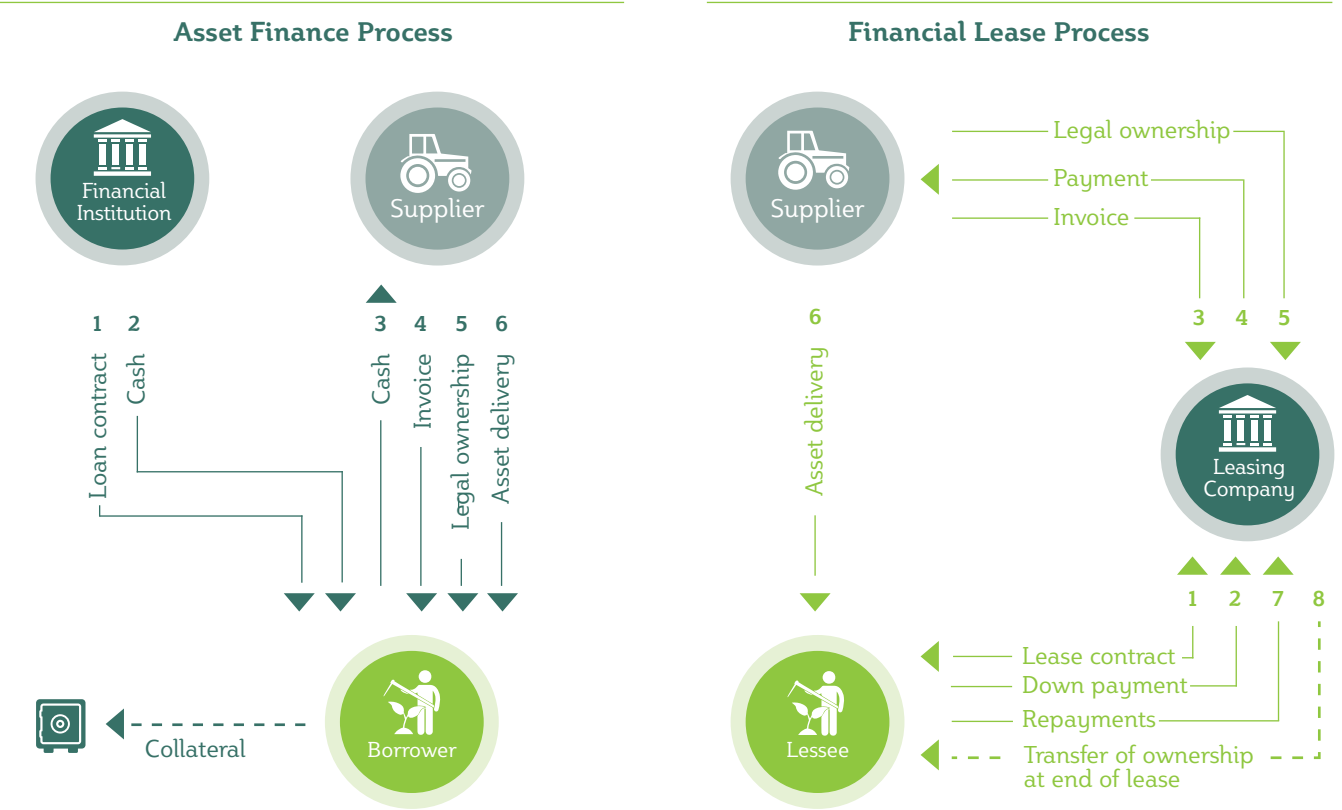 Asset Finance Process
Financial
Institution
Supplier
1
2
3
4
5
6
Loan contract
Cash
Cash
Invoice
Legal ownership
Asset delivery
Collateral
Borrower
Financial Lease Process
Supplier
Legal ownership
Payment
Invoice
3
4
5
6
Asset delivery
Leasing
Company
1
2
7
8
Lease contract
Down payment
Repayments
Transfer of ownership
at end of lease
Lessee